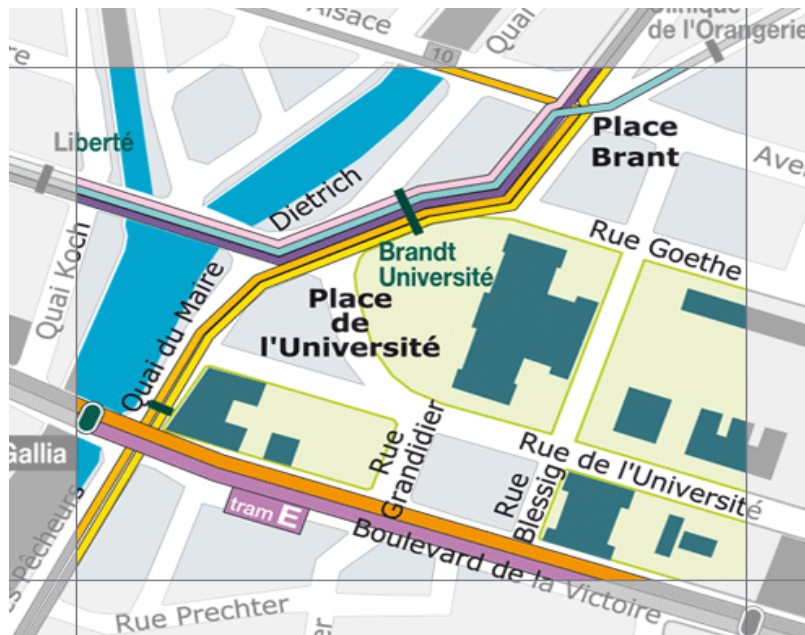 Alsace
Quai
Clinique
de l'Orangerie
10
Liberté
Place
Brant
Aven
Dietrich
Quai Koch
Rue Goethe
Brandt
Université
Place
de
l'Université
Quai du Maire
Rue
Grandidier
Rue de l'Université
Rue
Blessig
Gallia
tram E
Boulevard de la Victoire
Pêcheurs
Rue Prechter